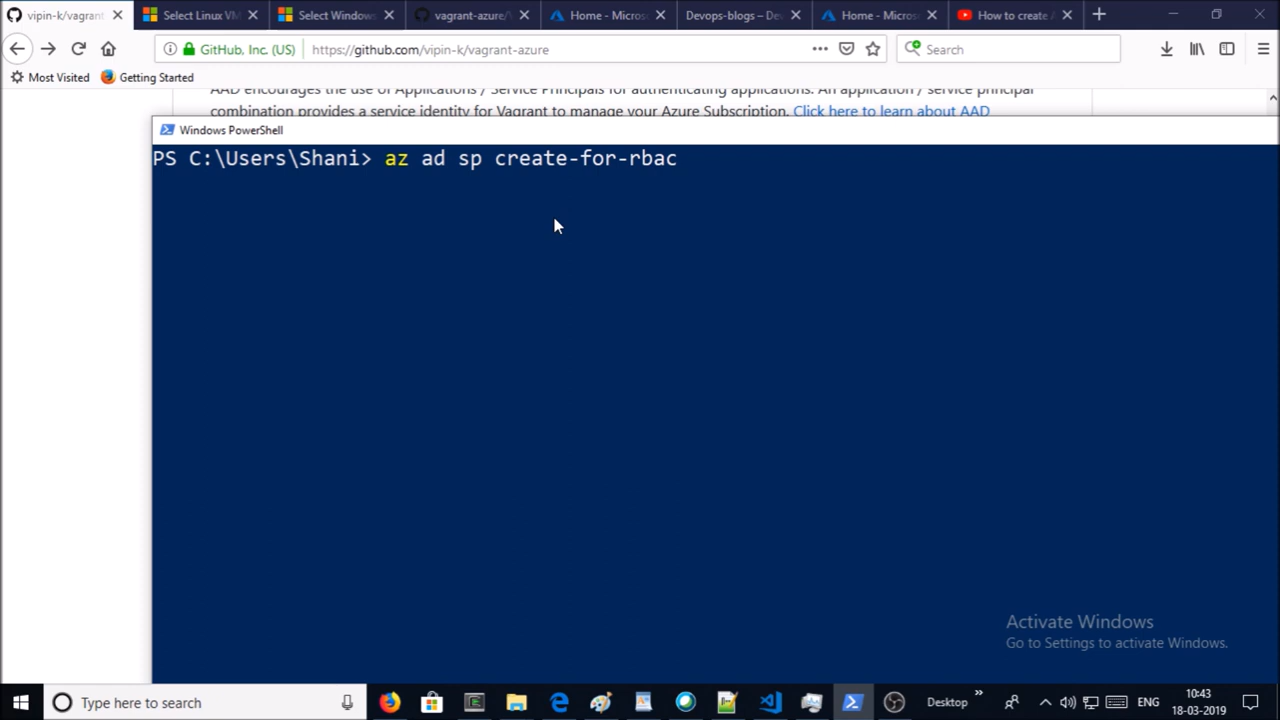 vipin-k/vagrant
Select Linux VM
Select Windows
vagrant-azure/V
Home - Micros
Devops-blogs – De
Home - Micros
How to create A
GitHub, Inc. (US)
https://github.com/vipin-k/vagrant-azure
Search
Most Visited
Getting Started
AAD encourages the use of Applications / Service Principals for authenticating applications. An application / service principal
combination provides a service identity for Vagrant to manage your Azure Subscription. Click here to learn about AAD
Windows PowerShell
PS C:\Users\Shani> az ad sp create-for-rbac
Activate Windows
Go to Settings to activate Windows.
Type here to search
Desktop
ENG
10:43
18-03-2019